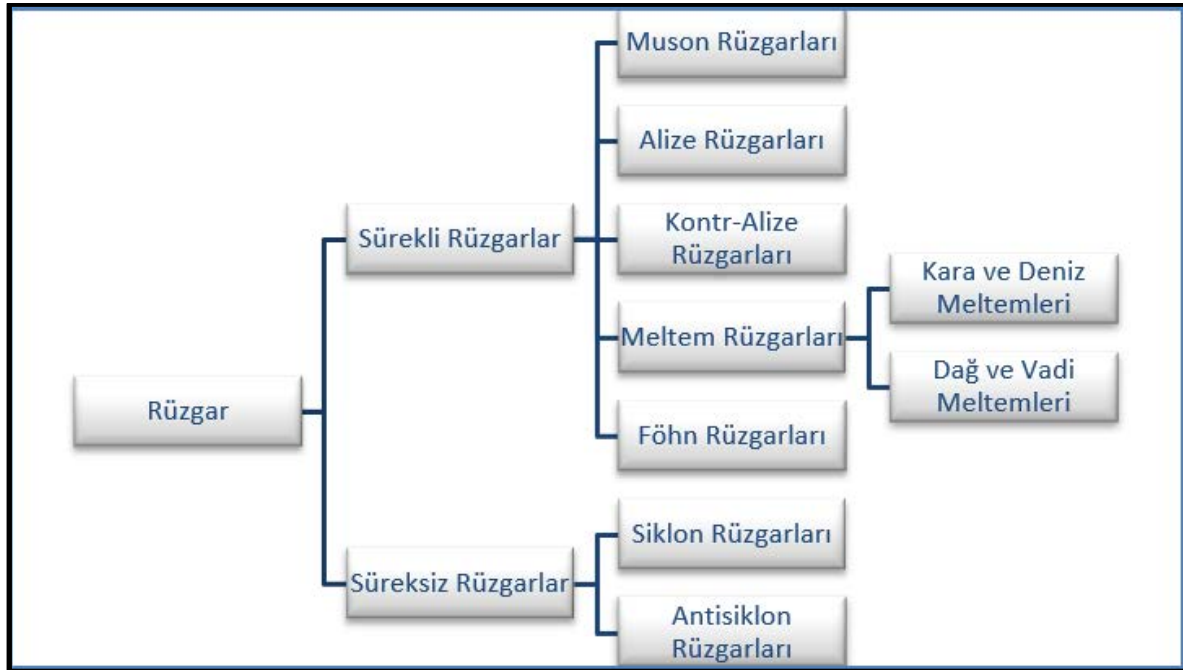 Muson Rüzgarları
Alize Rüzgarları
Sürekli Rüzgarlar
Kontr-Alize
Rüzgarları
Kara ve Deniz
Meltemleri
Meltem Rüzgarları
Dağ ve Vadi
Meltemleri
Rüzgar
Föhn Rüzgarları
Siklon Rüzgarları
Süreksiz Rüzgarlar
Antisiklon
Rüzgarları